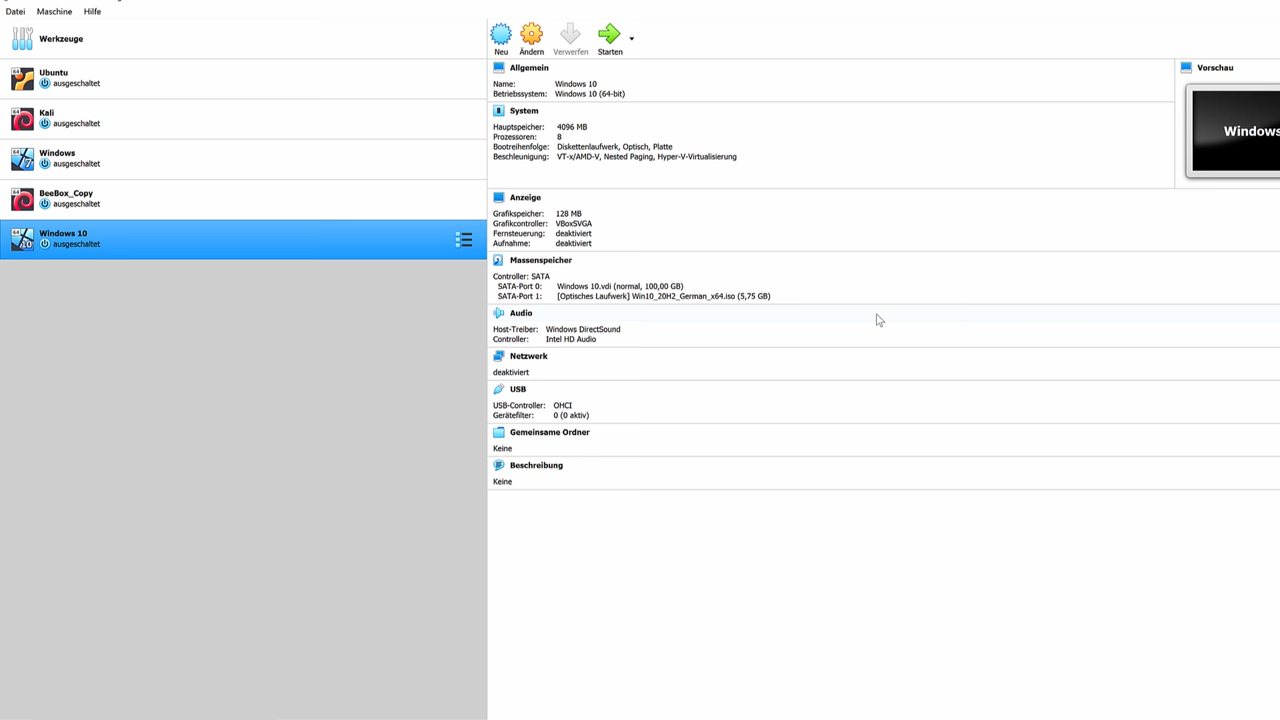 Datei Maschine Hilfe
Werkzeuge
Ubuntu
ausgeschaltet
Kali
ausgeschaltet
Windows
ausgeschaltet
BeeBox_Copy
ausgeschaltet
Windows 10
ausgeschaltet
Neu Ändern Verwerfen Starten
Allgemein
Name: Windows 10
Betriebssystem: Windows 10 (64-bit)
System
Hauptspeicher: 4096 MB
Prozessoren: 8
Bootreihenfolge: Diskettenlaufwerk, Optisch, Platte
Beschleunigung: VT-x/AMD-V, Nested Paging, Hyper-V-Virtualisierung
Anzeige
Grafikspeicher: 128 MB
Grafikcontroller: VBoxSVGA
Fernsteuerung: deaktiviert
Aufnahme: deaktiviert
Massenspeicher
Controller: SATA
SATA-Port 0: Windows 10.vdi (normal, 100,00 GB)
SATA-Port 1: [Optisches Laufwerk] Win10_20H2_German_x64.iso (5,75 GB)
Audio
Host-Treiber: Windows DirectSound
Controller: Intel HD Audio
Netzwerk
deaktiviert
USB
USB-Controller: OHCI
Gerätefilter: 0 (0 aktiv)
Gemeinsame Ordner
Keine
Beschreibung
Keine
Vorschau
Windows